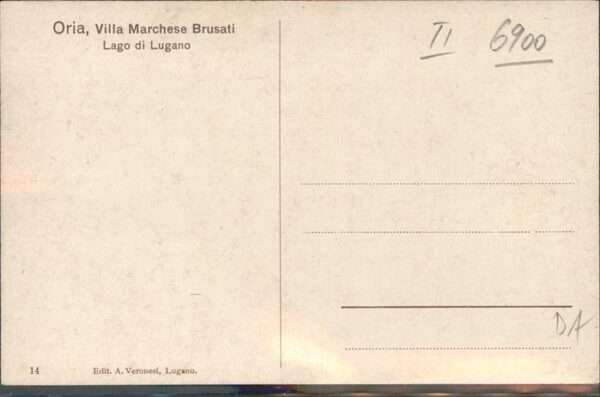 Oria, Villa Marchese Brusati
Lago di Lugano
TI 6900
DA
14 Edit. A. Veronesi, Lugano.